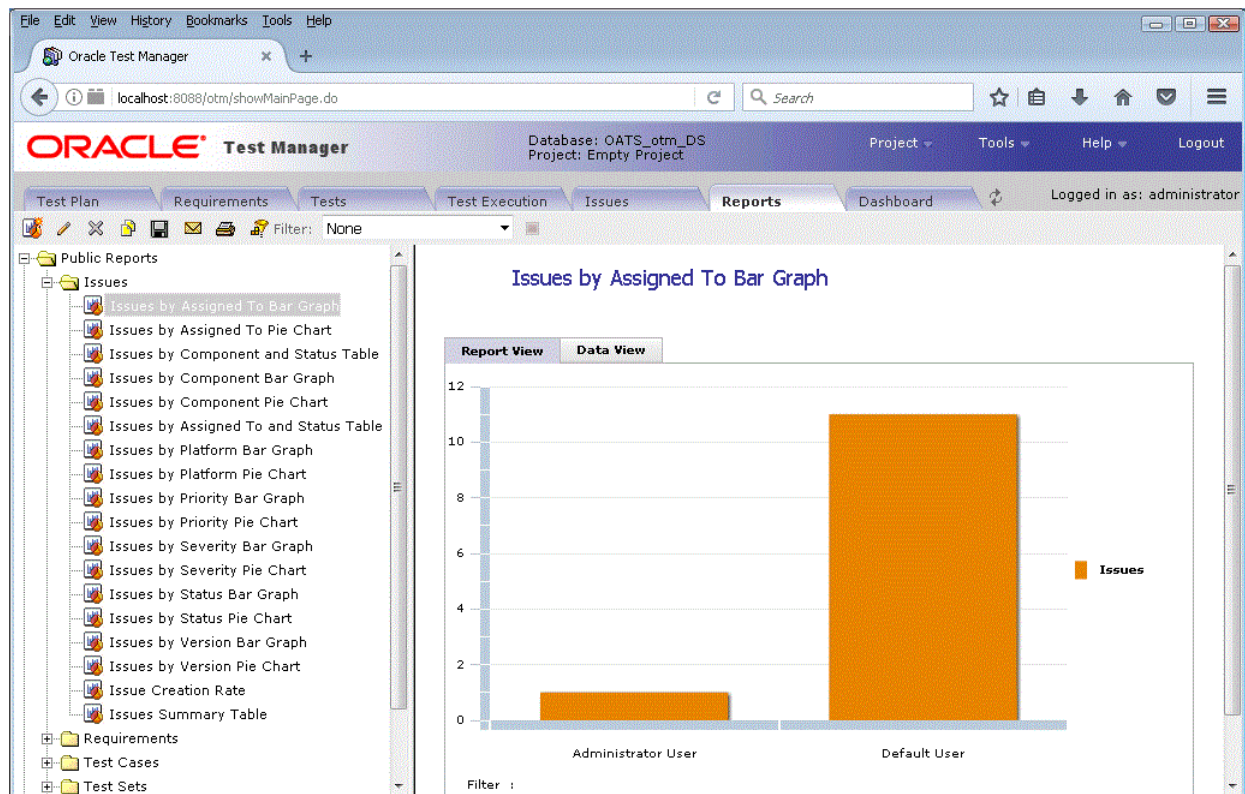 File Edit View History Bookmarks Tools Help
Oracle Test Manager
localhost:8088/otm/showMainPage.do
Search
ORACLE® Test Manager
Database: OATS_otm_DS
Project: Empty Project
Project
Tools
Help
Logout
Test Plan
Requirements
Tests
Test Execution
Issues
Reports
Dashboard
Logged in as: administrator
Filter: None
Public Reports
Issues
Issues by Assigned To Bar Graph
Issues by Assigned To Pie Chart
Issues by Component and Status Table
Issues by Component Bar Graph
Issues by Component Pie Chart
Issues by Assigned To and Status Table
Issues by Platform Bar Graph
Issues by Platform Pie Chart
Issues by Priority Bar Graph
Issues by Priority Pie Chart
Issues by Severity Bar Graph
Issues by Severity Pie Chart
Issues by Status Bar Graph
Issues by Status Pie Chart
Issues by Version Bar Graph
Issues by Version Pie Chart
Issue Creation Rate
Issues Summary Table
Requirements
Test Cases
Test Sets
Issues by Assigned To Bar Graph
Report View
Data View
12
10
8
6
4
2
0
Issues
Administrator User
Default User
Filter :